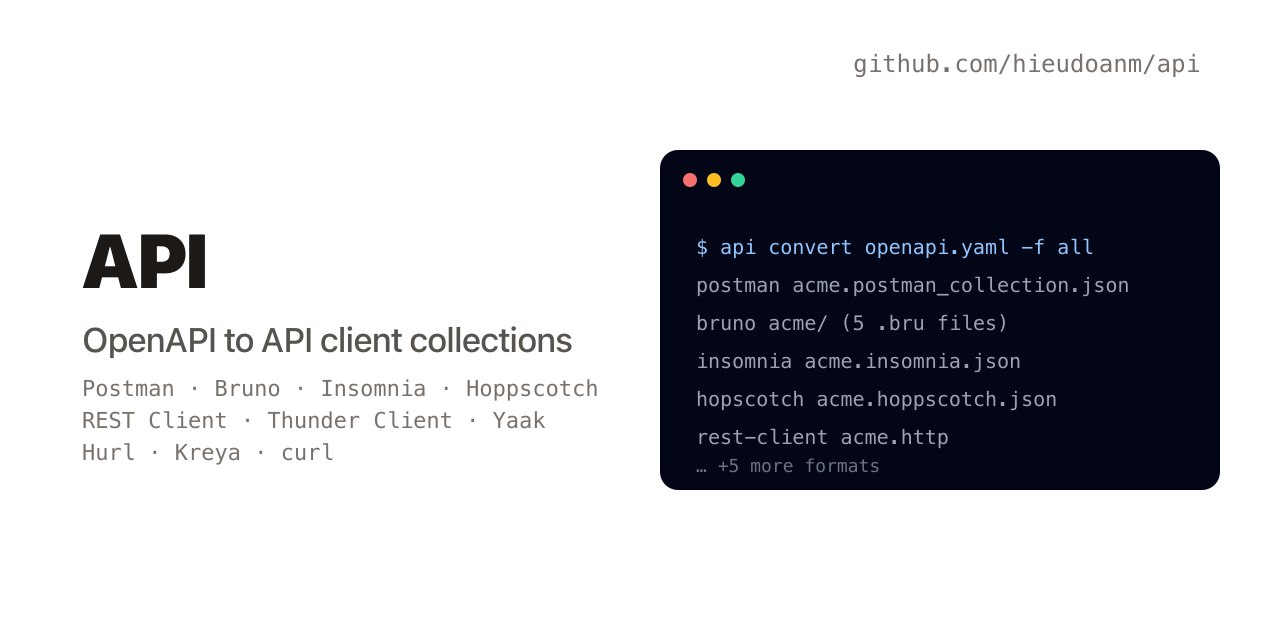 github.com/hieudoanm/api
API
OpenAPI to API client collections
Postman · Bruno · Insomnia · Hoppscotch
REST Client · Thunder Client · Yaak
Hurl · Kreya · curl
$ api convert openapi.yaml -f all
postman acme.postman_collection.json
bruno acme/ (5 .bru files)
insomnia acme.insomnia.json
hopscotch acme.hoppscotch.json
rest-client acme.http
… +5 more formats